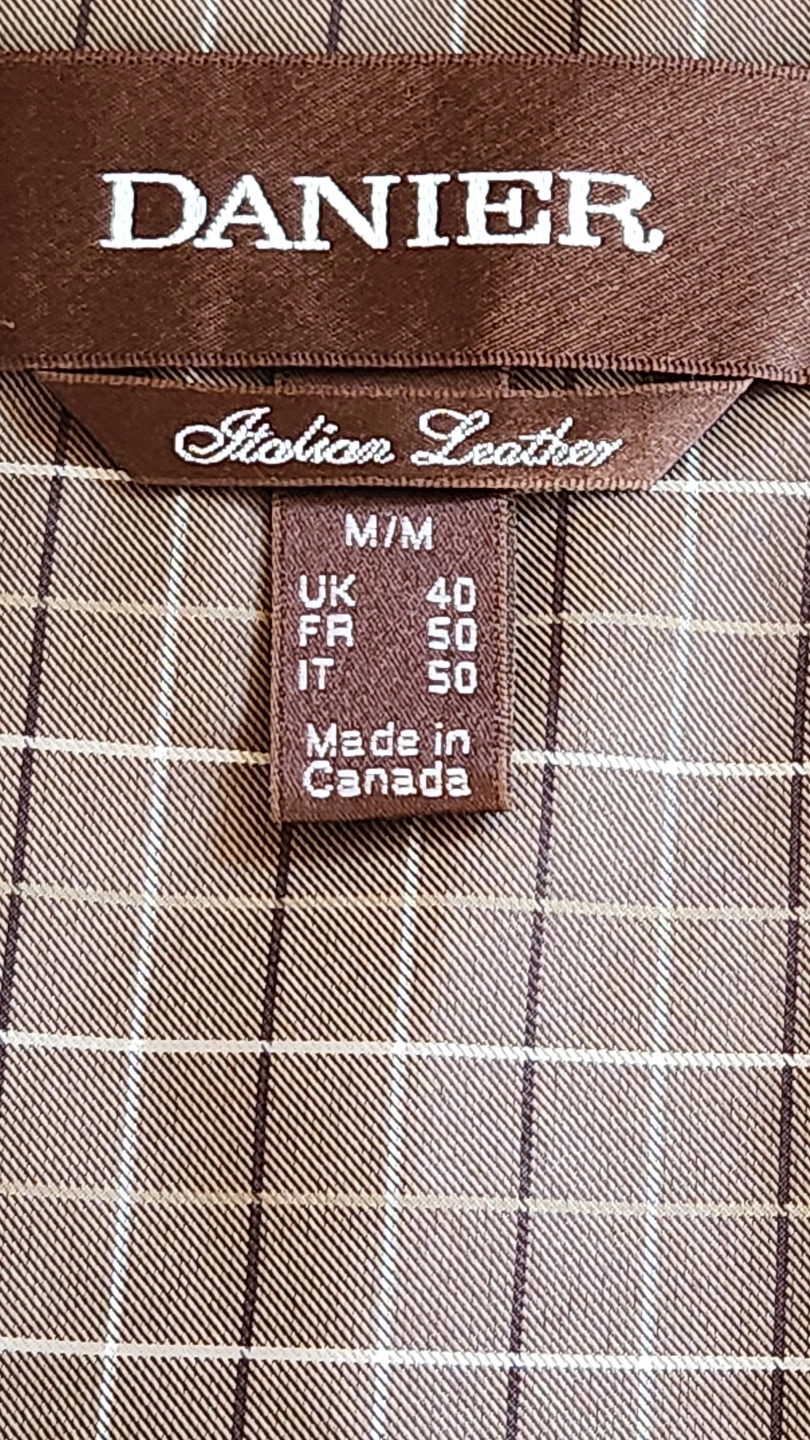 DANIER
Italian Leather
M/M
UK 40
FR 50
IT 50
Made in
Canada